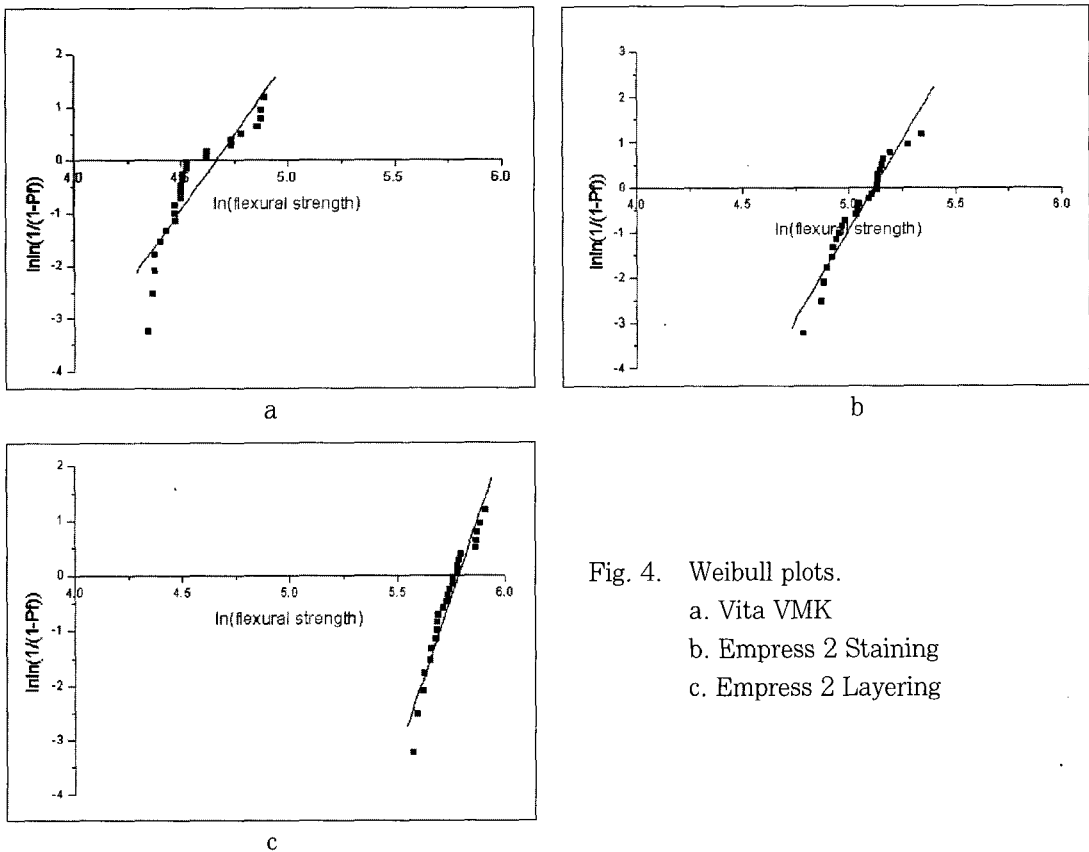 2
1
0
-1
-2
-3
-4
4.0
4.5
5.0
5.5
6.0
ln(flexural strength)
lnln(1/(1-Pf))
a
3
2
1
0
-1
-2
-3
-4
4.0
4.5
5.0
5.5
6.0
ln(flexural strength)
lnln(1/(1-Pf))
b
2
1
0
-1
-2
-3
-4
4.0
4.5
5.0
5.5
6.0
ln(flexural strength)
lnln(1/(1-Pf))
c
Fig. 4. Weibull plots.
a. Vita VMK
b. Empress 2 Staining
c. Empress 2 Layering